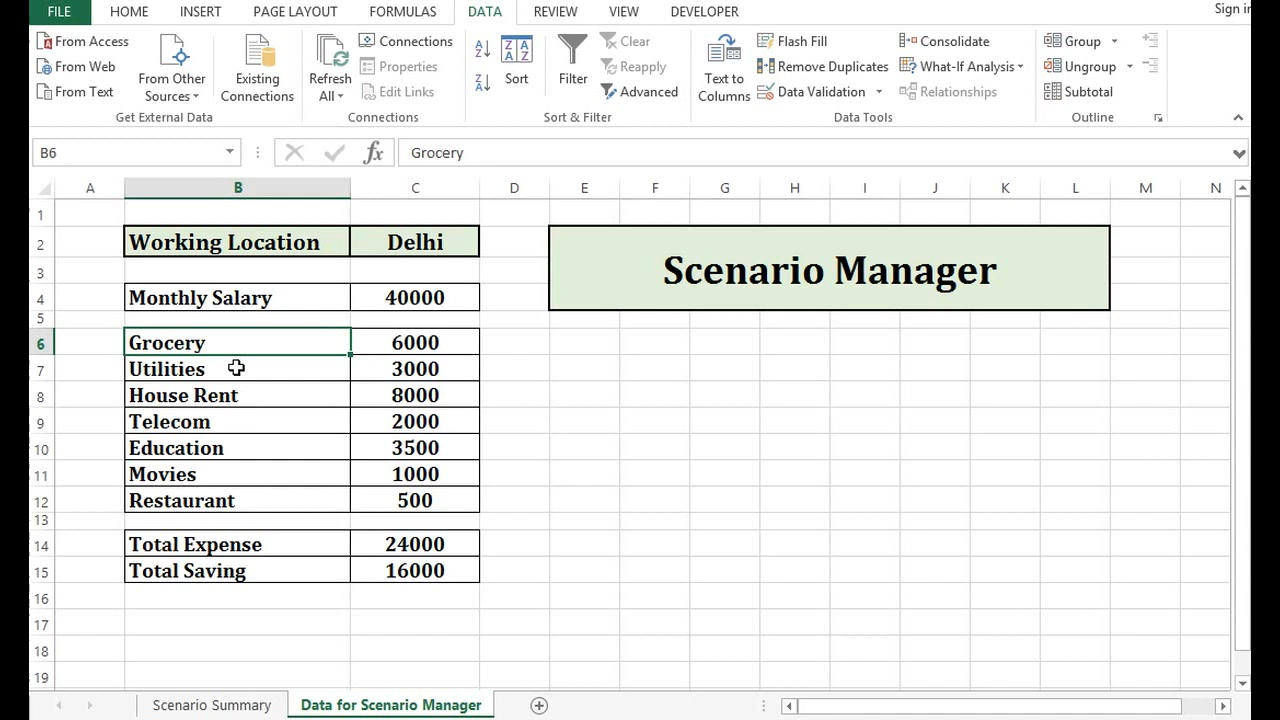 FILE HOME INSERT PAGE LAYOUT FORMULAS DATA REVIEW VIEW DEVELOPER Sign in
From Access
From Web
From Text
From Other Sources
Existing Connections
Get External Data
Refresh All
Connections
Properties
Edit Links
Connections
Sort
Filter
Clear
Reapply
Advanced
Sort & Filter
Text to Columns
Flash Fill
Remove Duplicates
Data Validation
Consolidate
What-If Analysis
Relationships
Data Tools
Group
Ungroup
Subtotal
Outline
B6 fx Grocery
A B C D E F G H I J K L M N
1
2 Working Location Delhi
Scenario Manager
3
4 Monthly Salary 40000
5
6 Grocery 6000
7 Utilities 3000
8 House Rent 8000
9 Telecom 2000
10 Education 3500
11 Movies 1000
12 Restaurant 500
13
14 Total Expense 24000
15 Total Saving 16000
16
17
18
19
Scenario Summary Data for Scenario Manager